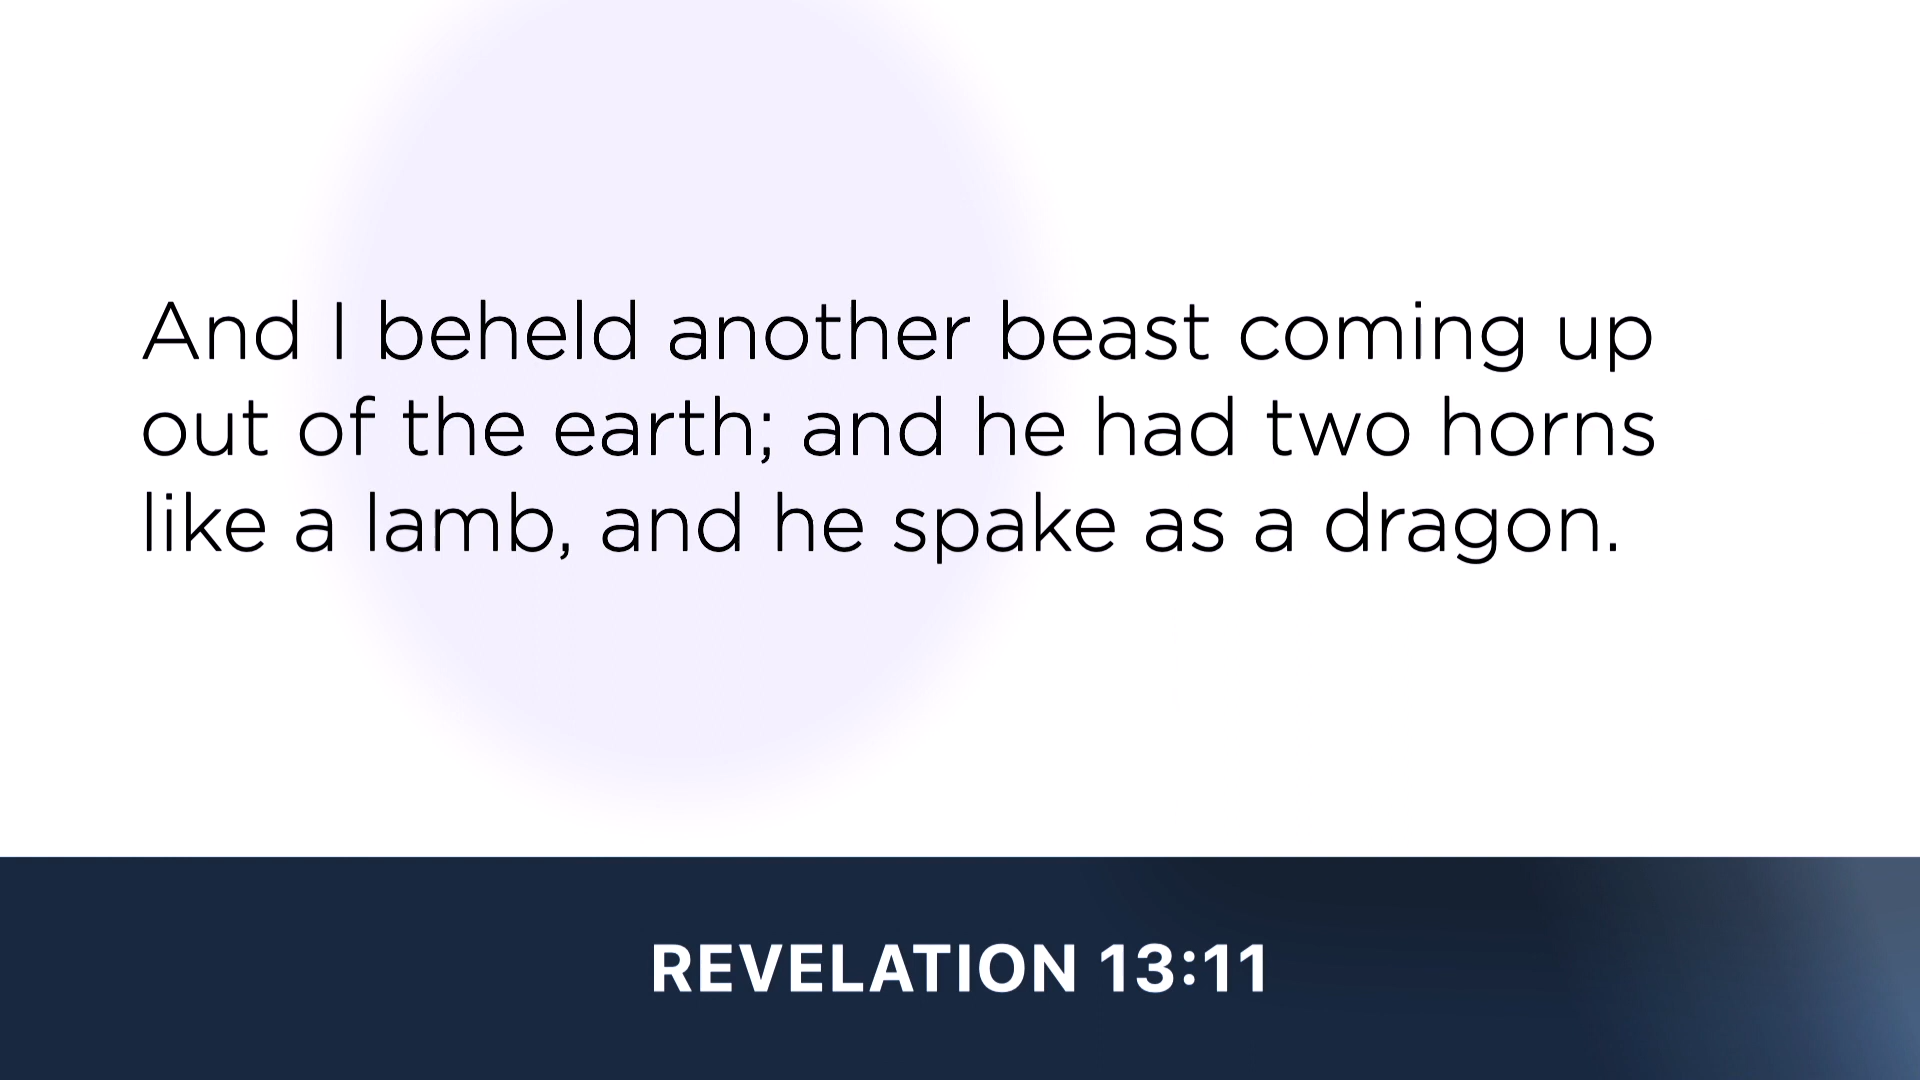 And I beheld another beast coming up
out of the earth; and he had two horns
like a lamb, and he spake as a dragon.
REVELATION 13:11